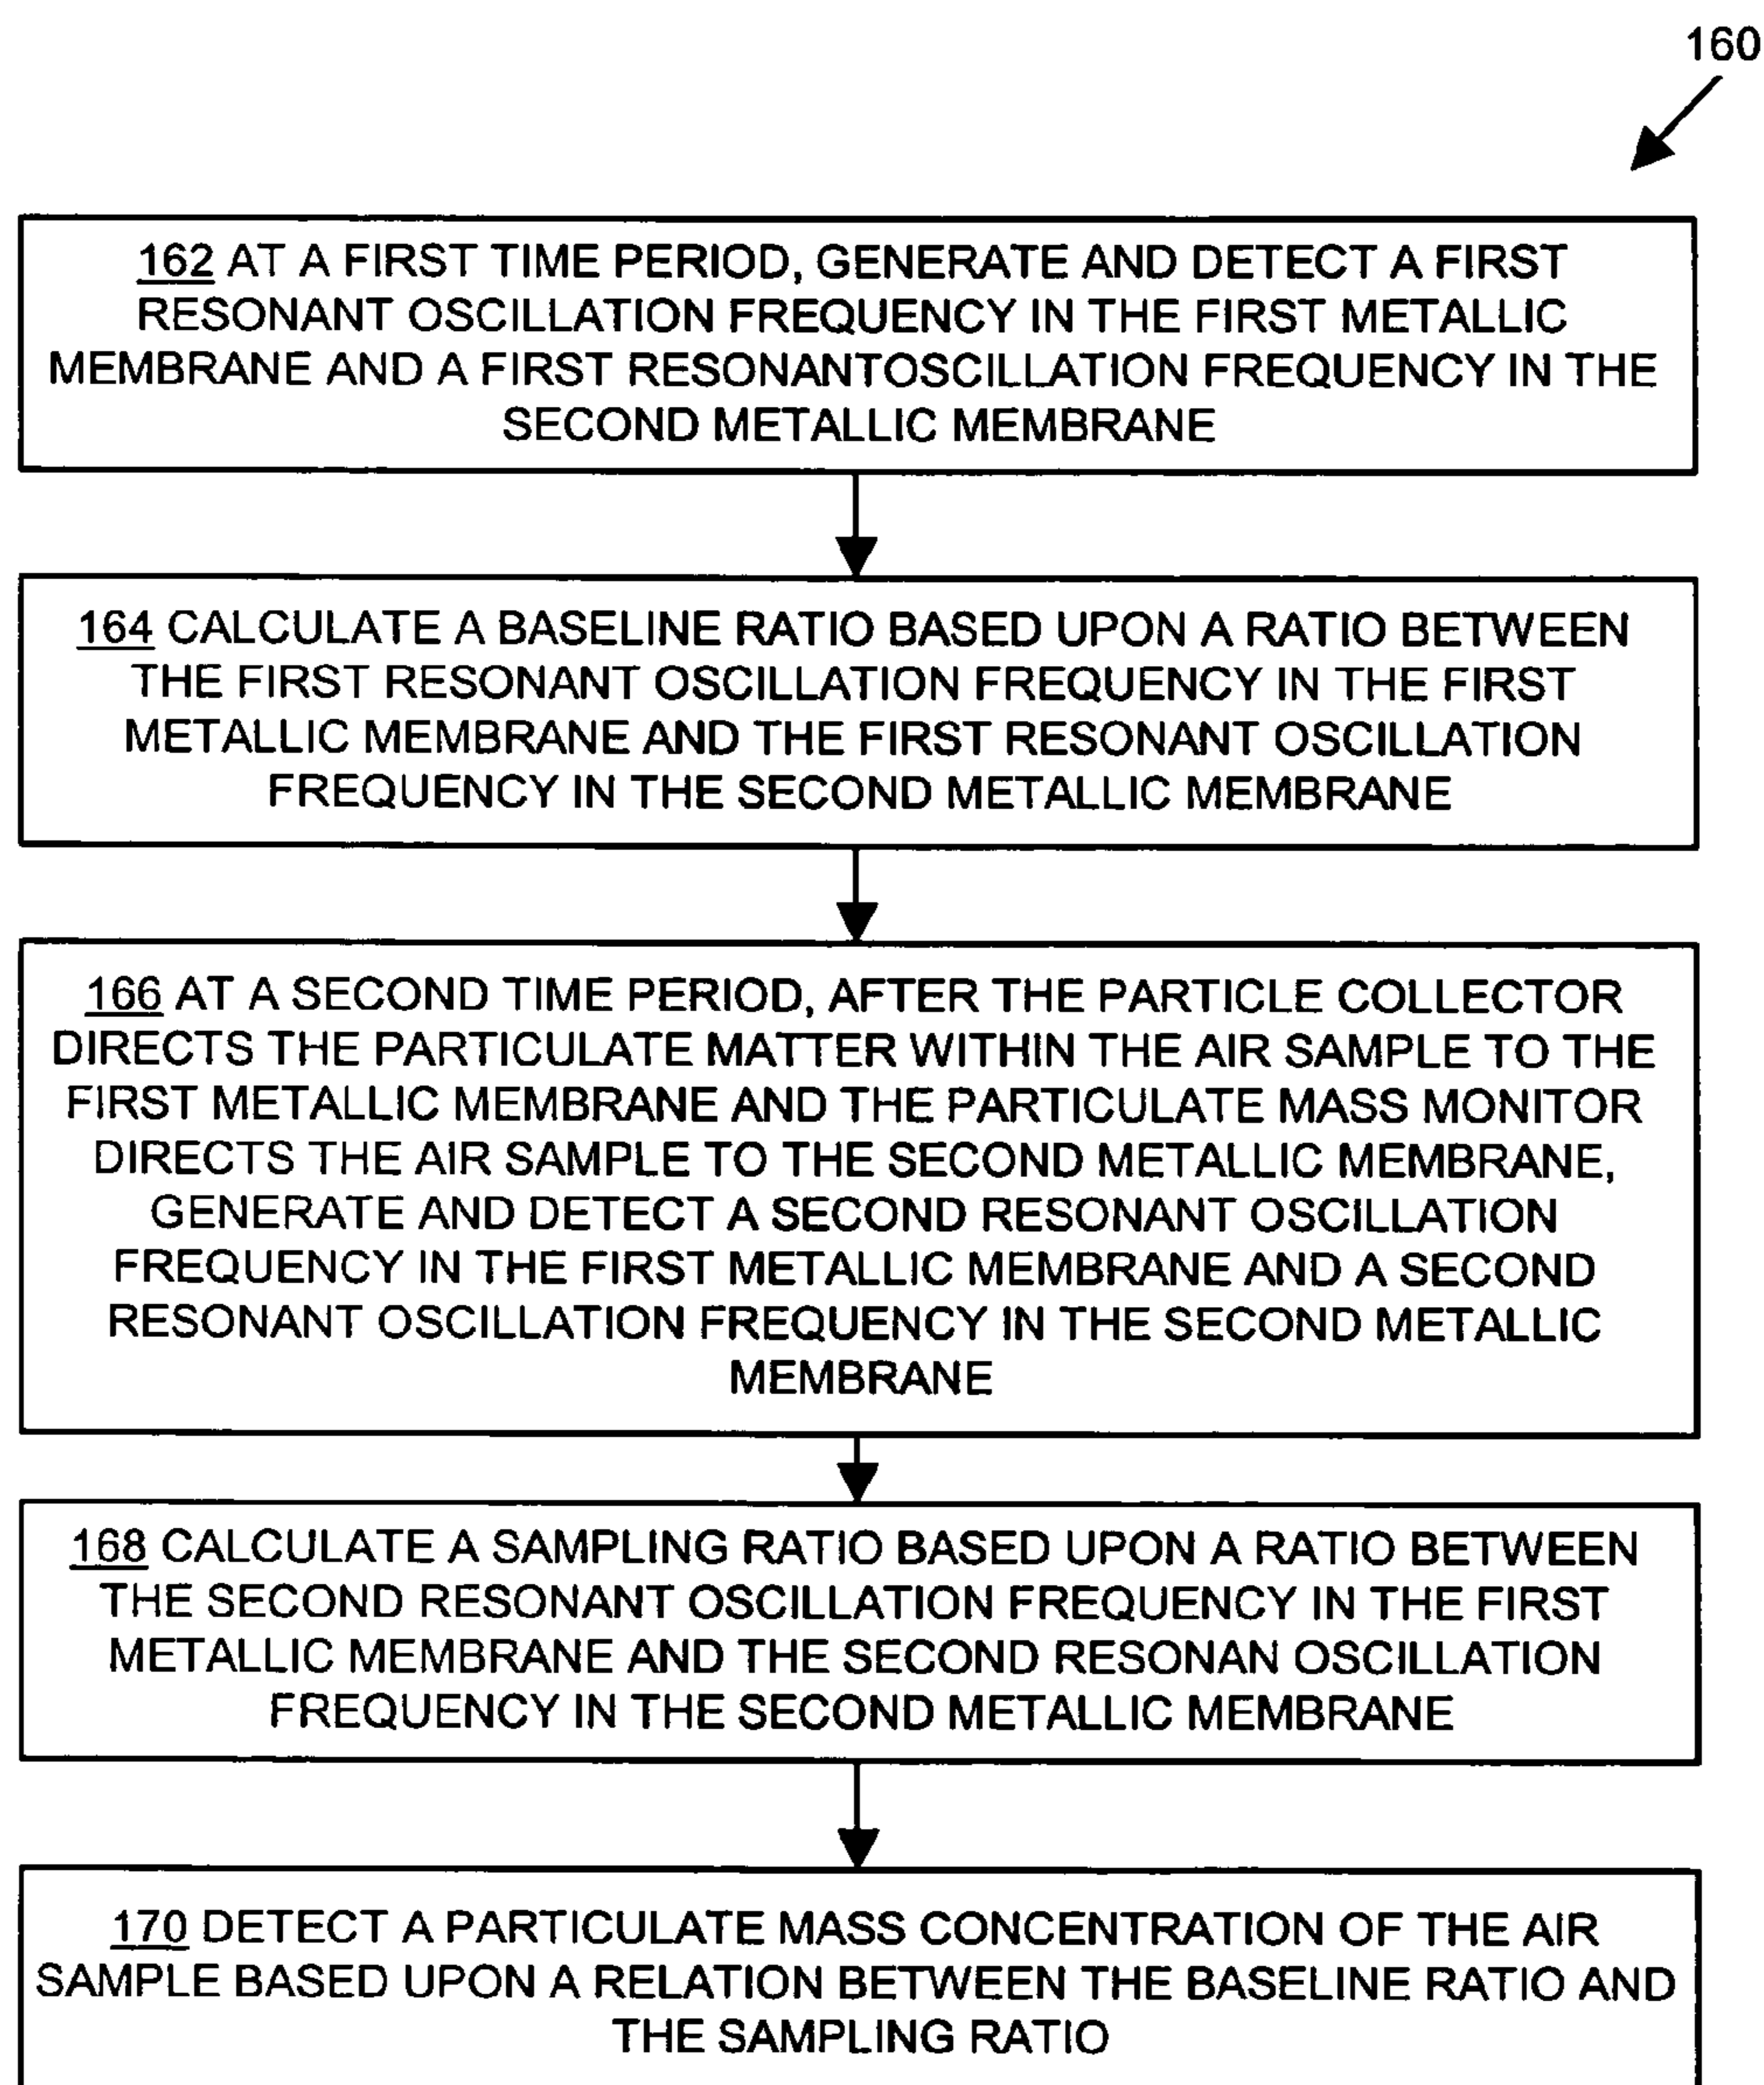 160
162 AT A FIRST TIME PERIOD, GENERATE AND DETECT A FIRST
RESONANT OSCILLATION FREQUENCY IN THE FIRST METALLIC
MEMBRANE AND A FIRST RESONANTOSCILLATION FREQUENCY IN THE
SECOND METALLIC MEMBRANE
164 CALCULATE A BASELINE RATIO BASED UPON A RATIO BETWEEN
THE FIRST RESONANT OSCILLATION FREQUENCY IN THE FIRST
METALLIC MEMBRANE AND THE FIRST RESONANT OSCILLATION
FREQUENCY IN THE SECOND METALLIC MEMBRANE
166 AT A SECOND TIME PERIOD, AFTER THE PARTICLE COLLECTOR
DIRECTS THE PARTICULATE MATTER WITHIN THE AIR SAMPLE TO THE
FIRST METALLIC MEMBRANE AND THE PARTICULATE MASS MONITOR
DIRECTS THE AIR SAMPLE TO THE SECOND METALLIC MEMBRANE,
GENERATE AND DETECT A SECOND RESONANT OSCILLATION
FREQUENCY IN THE FIRST METALLIC MEMBRANE AND A SECOND
RESONANT OSCILLATION FREQUENCY IN THE SECOND METALLIC
MEMBRANE
168 CALCULATE A SAMPLING RATIO BASED UPON A RATIO BETWEEN
THE SECOND RESONANT OSCILLATION FREQUENCY IN THE FIRST
METALLIC MEMBRANE AND THE SECOND RESONAN OSCILLATION
FREQUENCY IN THE SECOND METALLIC MEMBRANE
170 DETECT A PARTICULATE MASS CONCENTRATION OF THE AIR
SAMPLE BASED UPON A RELATION BETWEEN THE BASELINE RATIO AND
THE SAMPLING RATIO